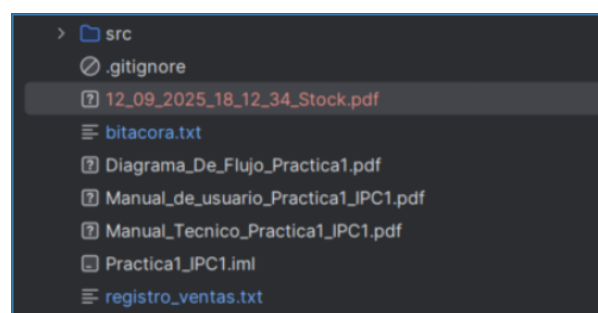 src
.gitignore
12_09_2025_18_12_34_Stock.pdf
bitacora.txt
Diagrama_De_Flujo_Practica1.pdf
Manual_de_usuario_Practica1_IPC1.pdf
Manual_Tecnico_Practica1_IPC1.pdf
Practica1_IPC1.iml
registro_ventas.txt